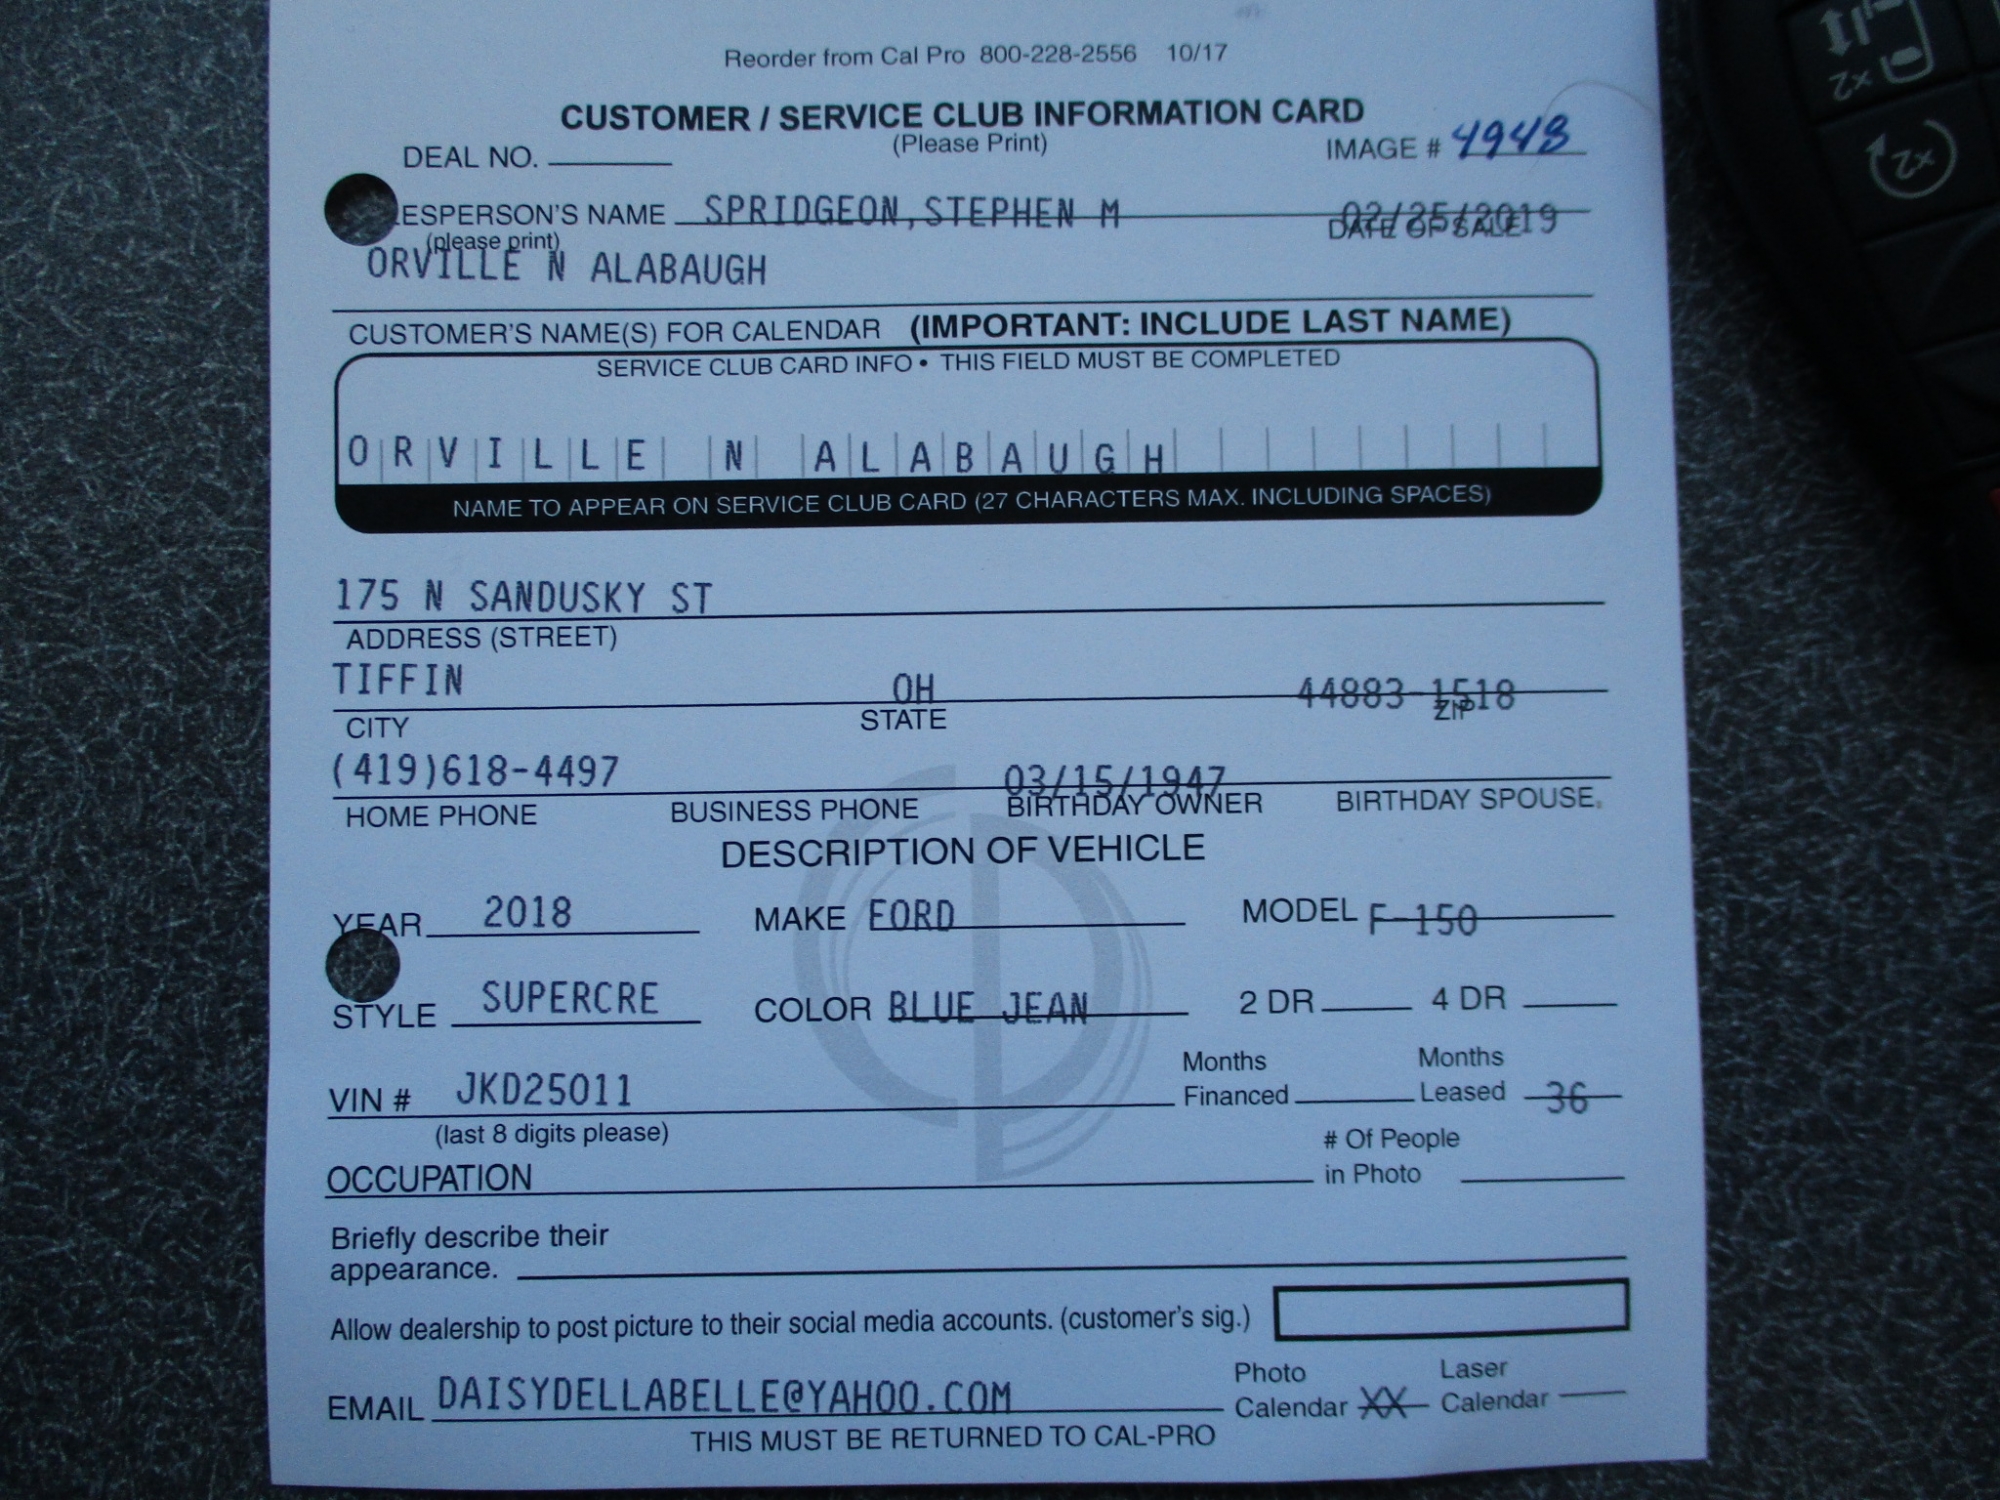 Reorder from Cal Pro 800-228-2556 10/17
CUSTOMER / SERVICE CLUB INFORMATION CARD
(Please Print)
DEAL NO. IMAGE # 4948
ESPERSON'S NAME SPRIDGEON,STEPHEN M 02/25/2019
(please print) DATE OF SALE
ORVILLE N ALABAUGH
CUSTOMER'S NAME(S) FOR CALENDAR (IMPORTANT: INCLUDE LAST NAME)
SERVICE CLUB CARD INFO • THIS FIELD MUST BE COMPLETED
ORVILLE N ALABAUGH
NAME TO APPEAR ON SERVICE CLUB CARD (27 CHARACTERS MAX. INCLUDING SPACES)
175 N SANDUSKY ST
ADDRESS (STREET)
TIFFIN OH 44883-1518
CITY STATE ZIP
(419)618-4497 03/15/1947
HOME PHONE BUSINESS PHONE BIRTHDAY OWNER BIRTHDAY SPOUSE.
DESCRIPTION OF VEHICLE
YEAR 2018 MAKE FORD MODEL F-150
STYLE SUPERCRE COLOR BLUE JEAN 2 DR 4 DR
VIN # JKD25011 Months Financed Months Leased 36
(last 8 digits please)
OCCUPATION # Of People in Photo
Briefly describe their
appearance.
Allow dealership to post picture to their social media accounts. (customer's sig.)
EMAIL DAISYDELLABELLE@YAHOO.COM Photo Calendar XX Laser Calendar
THIS MUST BE RETURNED TO CAL-PRO
x2
x2